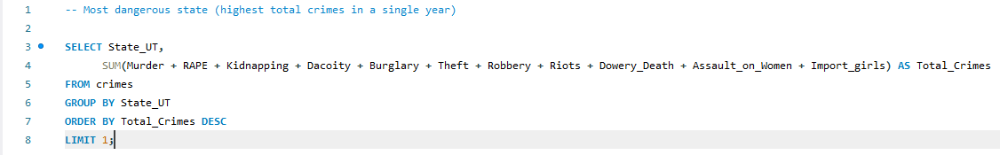 1 -- Most dangerous state (highest total crimes in a single year)
2
3 SELECT State_UT,
4 SUM(Murder + RAPE + Kidnapping + Dacoity + Burglary + Theft + Robbery + Riots + Dowery_Death + Assault_on_Women + Import_girls) AS Total_Crimes
5 FROM crimes
6 GROUP BY State_UT
7 ORDER BY Total_Crimes DESC
8 LIMIT 1;